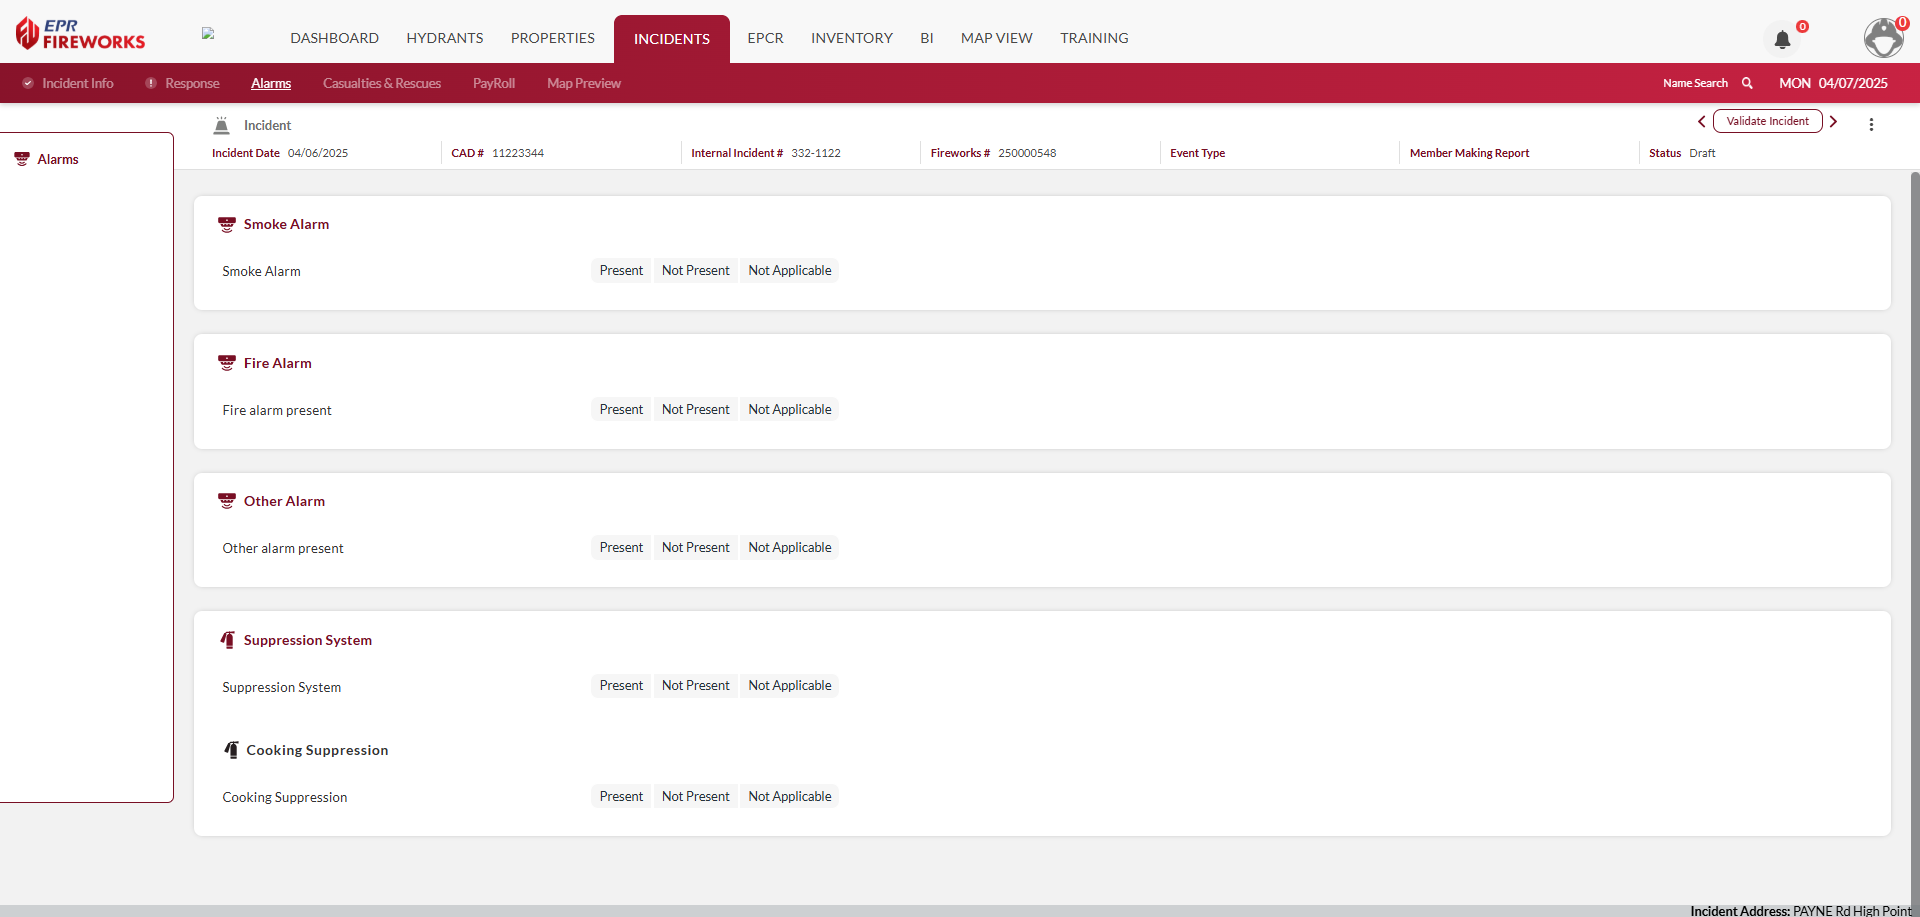 EPR
FIREWORKS
DASHBOARD HYDRANTS PROPERTIES INCIDENTS EPCR INVENTORY BI MAP VIEW TRAINING
0
0
Incident Info Response Alarms Casualties & Rescues PayRoll Map Preview
Name Search MON 04/07/2025
Alarms
Incident
Validate Incident
Incident Date 04/06/2025 CAD # 11223344 Internal Incident # 332-1122 Fireworks # 250000548 Event Type Member Making Report Status Draft
Smoke Alarm
Smoke Alarm Present Not Present Not Applicable
Fire Alarm
Fire alarm present Present Not Present Not Applicable
Other Alarm
Other alarm present Present Not Present Not Applicable
Suppression System
Suppression System Present Not Present Not Applicable
Cooking Suppression
Cooking Suppression Present Not Present Not Applicable
Incident Address: PAYNE Rd High Point